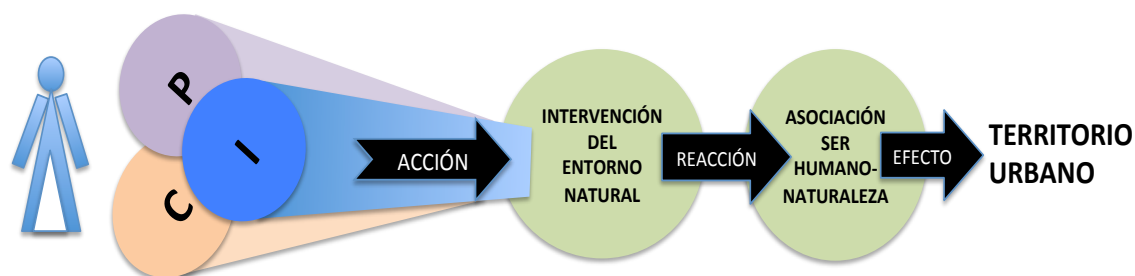 P
I
C
ACCIÓN
INTERVENCIÓN
DEL
ENTORNO
NATURAL
REACCIÓN
ASOCIACIÓN
SER
HUMANO-
NATURALEZA
EFECTO
TERRITORIO
URBANO